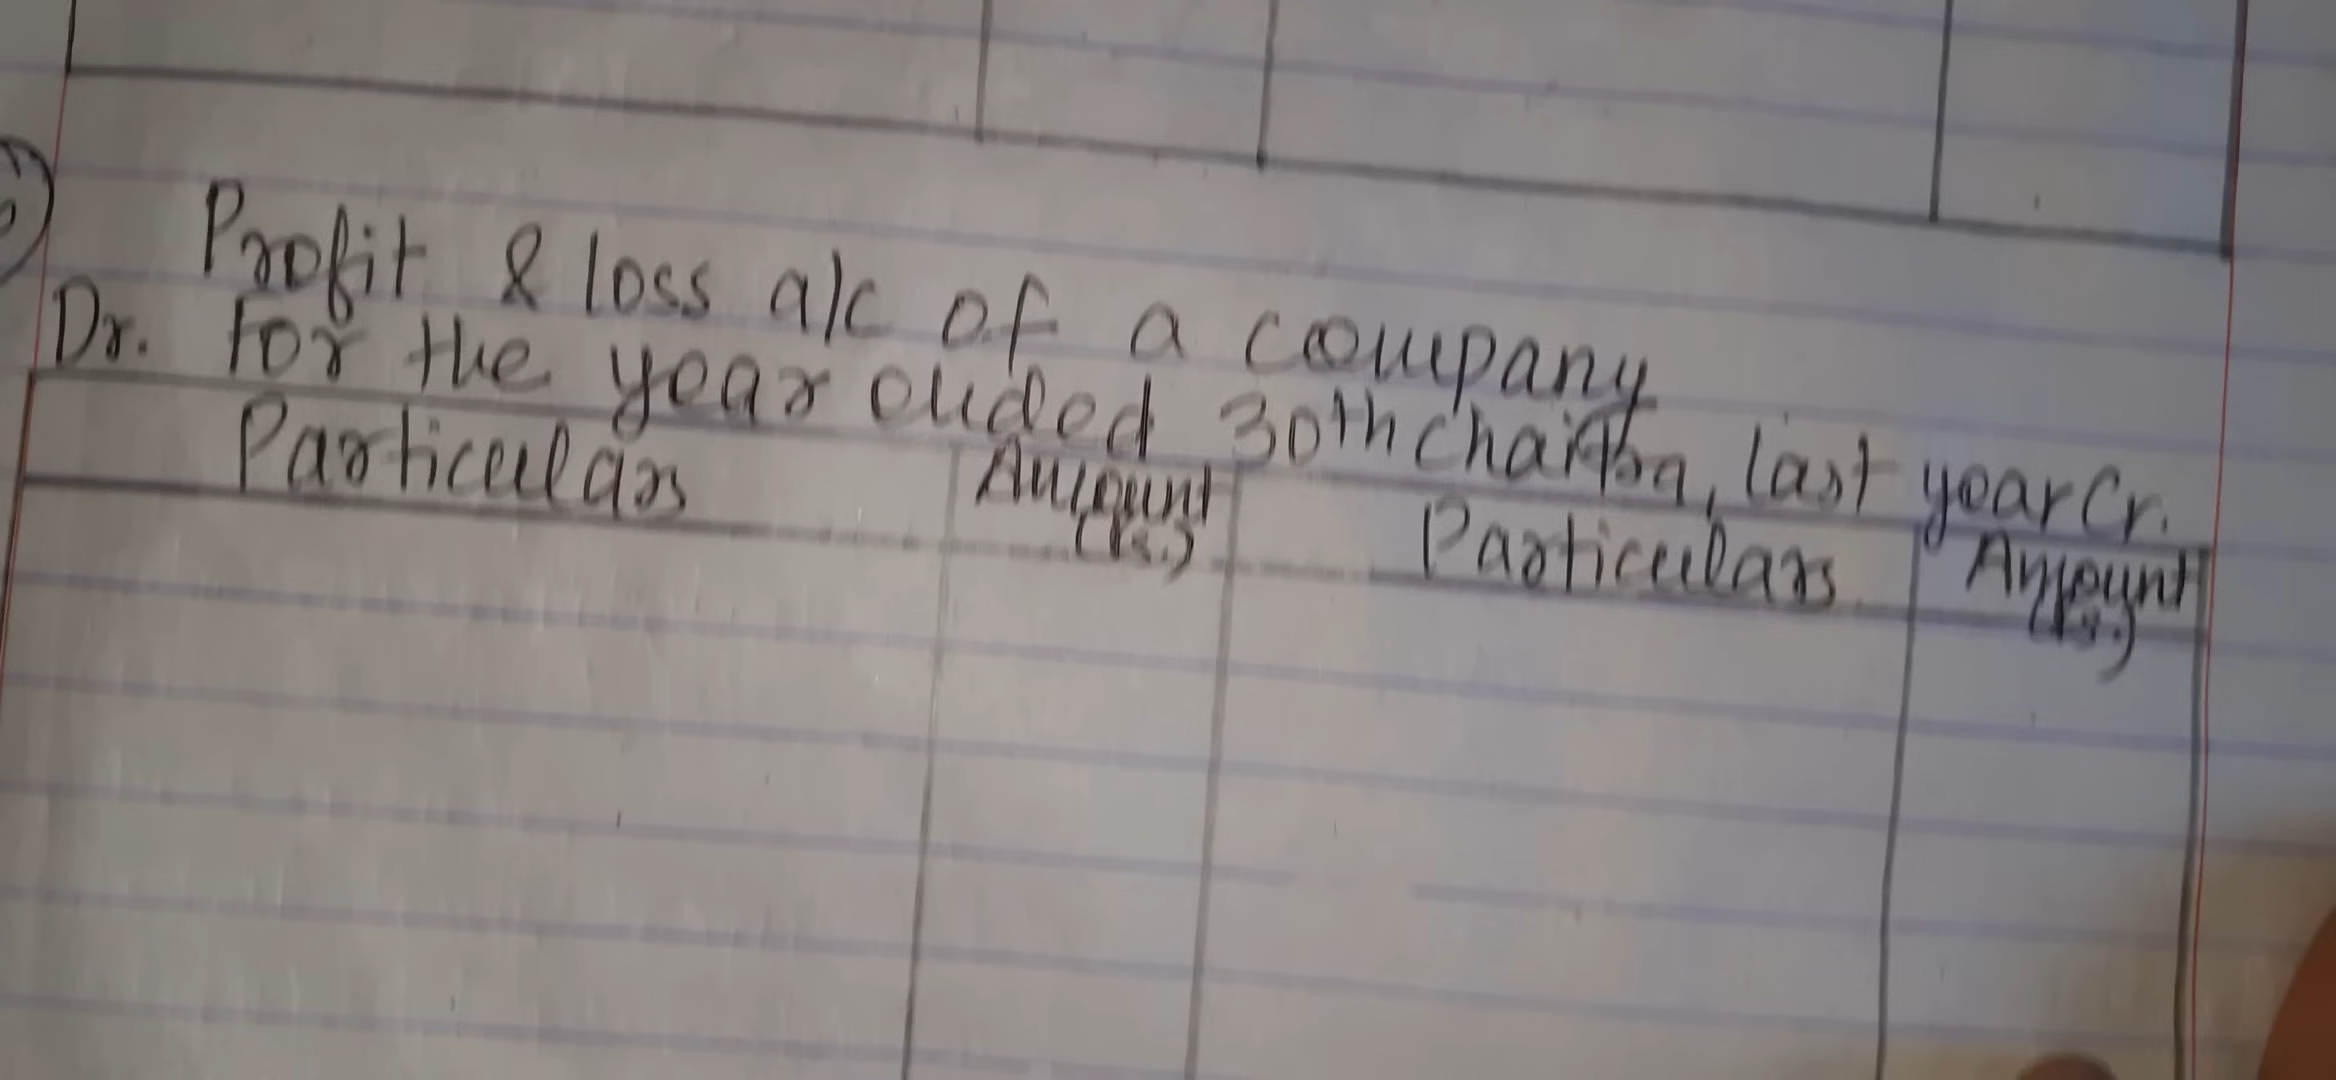 Profit & loss a/c of a company
Dr. For the year ended 30th chaitra, last year Cr.
Particulars Amount (Rs.) Particulars Amount (Rs.)